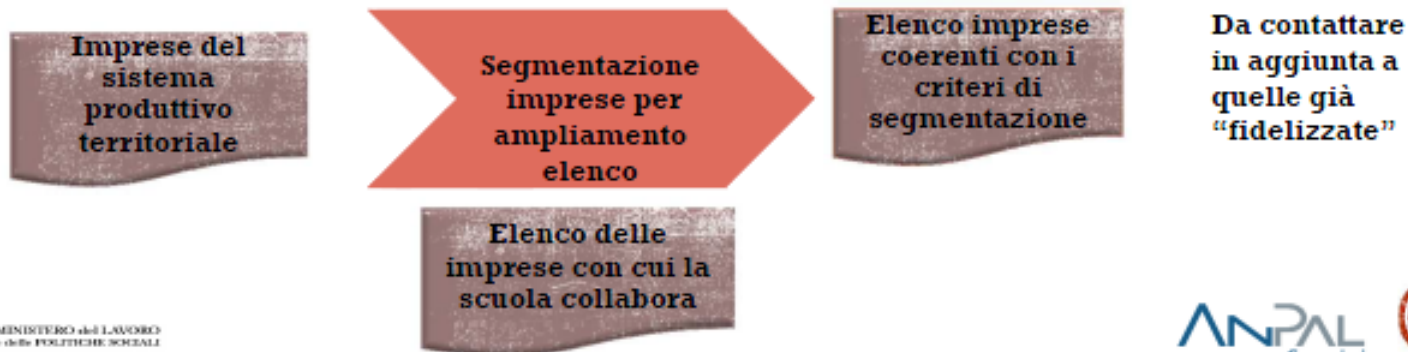 Imprese del
sistema
produttivo
territoriale
Segmentazione
imprese per
ampliamento
elenco
Elenco imprese
coerenti con i
criteri di
segmentazione
Da contattare
in aggiunta a
quelle già
“fidelizzate”
Elenco delle
imprese con cui la
scuola collabora
MINISTERO del LAVORO
e delle POLITICHE SOCIALI
ANPAL